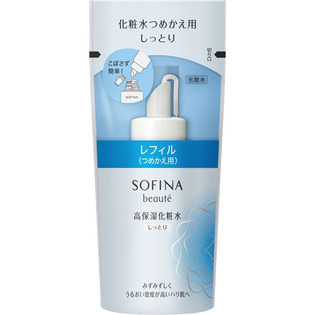 化粧水つめかえ用
しっとり
こぼさず
簡単!
SOFINA
切り口
化粧水
レフィル
(つめかえ用)
SOFINA
beauté
高保湿化粧水
しっとり
みずみずしく
うるおい密度が高いハリ肌へ